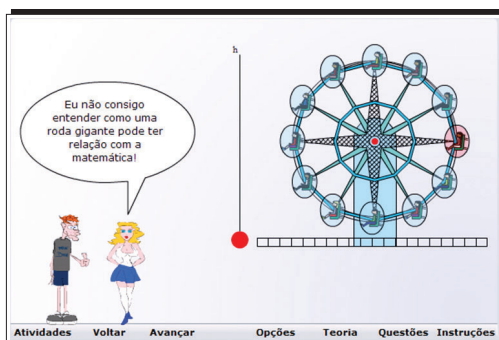 h
Eu não consigo
entender como uma
roda gigante pode ter
relação com a
matemática!
Atividades Voltar Avançar Opções Teoria Questões Instruções